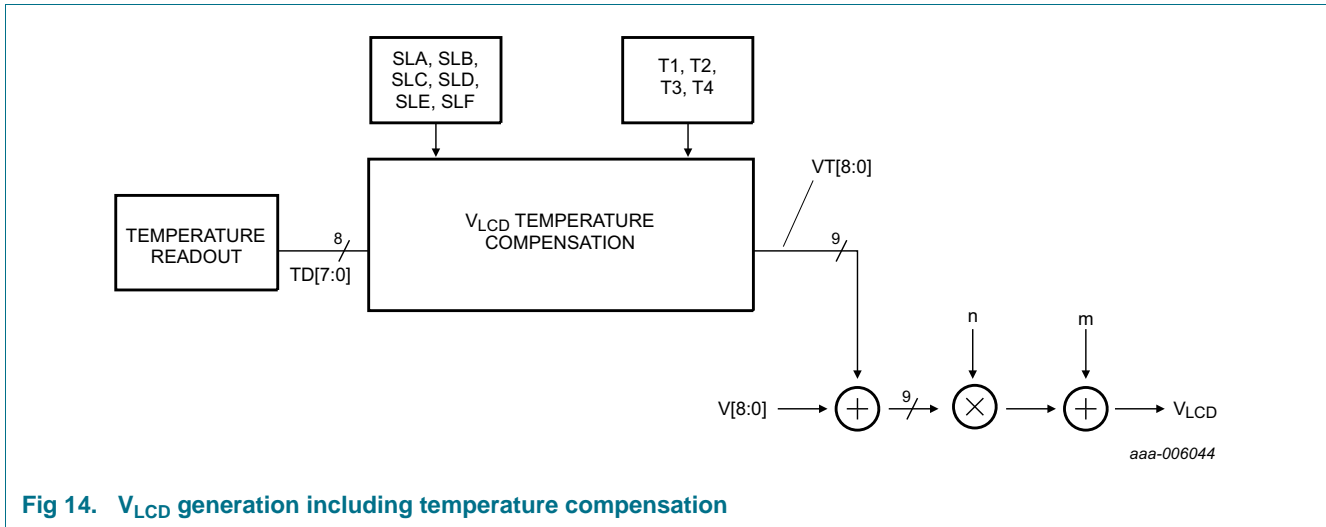 SLA, SLB,
SLC, SLD,
SLE, SLF
T1, T2,
T3, T4
VT[8:0]
TEMPERATURE
READOUT
8
TD[7:0]
VLCD TEMPERATURE
COMPENSATION
9
n
m
V[8:0]
+
9
×
+
VLCD
aaa-006044
Fig 14. VLCD generation including temperature compensation